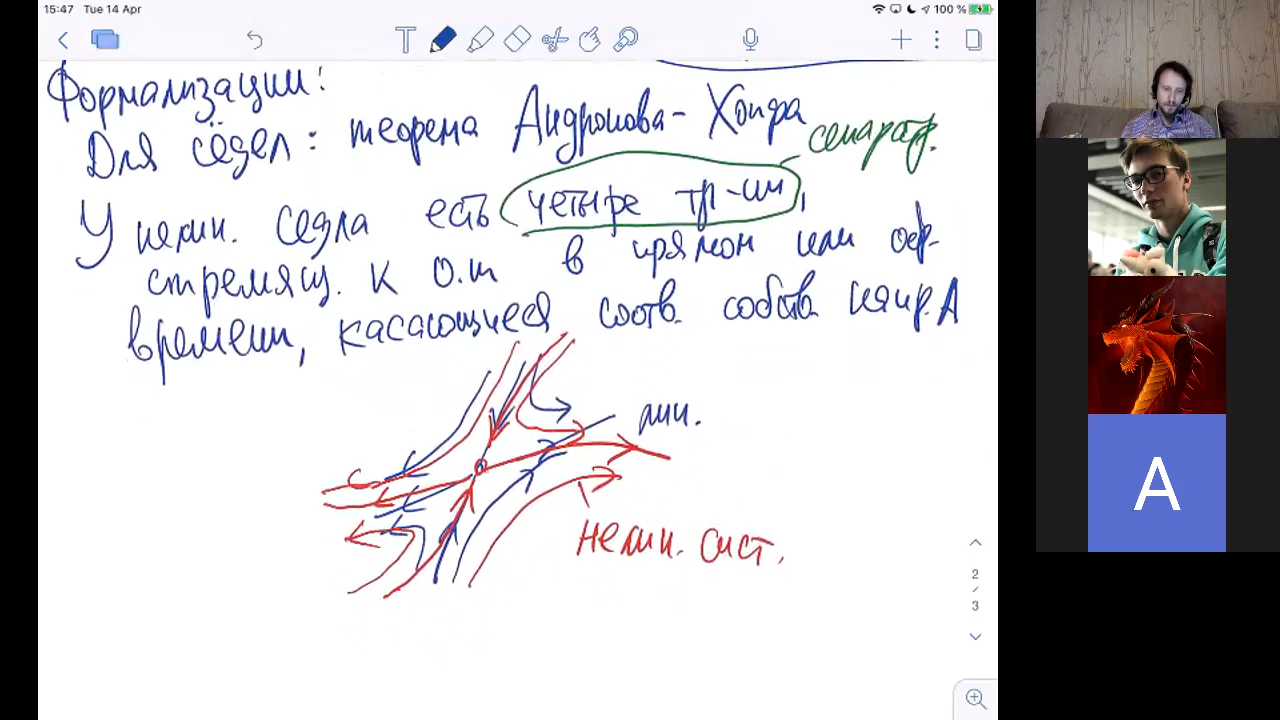 15:47 Tue 14 Apr
100 %
Формализации:
Для сёдел: теорема Андронова-Хопфа
сепарат.
У нелин. седла есть четыре тр-ии,
стремящ. к о.т в прямом или обр.
времени, касающиеся соотв. собств. напр. A
лин.
нелин. сист.
2
3
A